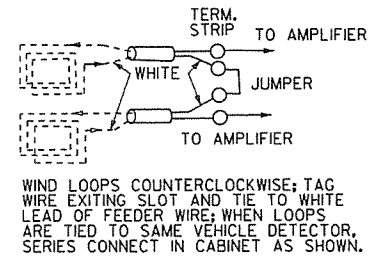 TERM.
STRIP
TO AMPLIFIER
WHITE
JUMPER
TO AMPLIFIER
WIND LOOPS COUNTERCLOCKWISE; TAG
WIRE EXITING SLOT AND TIE TO WHITE
LEAD OF FEEDER WIRE; WHEN LOOPS
ARE TIED TO SAME VEHICLE DETECTOR,
SERIES CONNECT IN CABINET AS SHOWN.